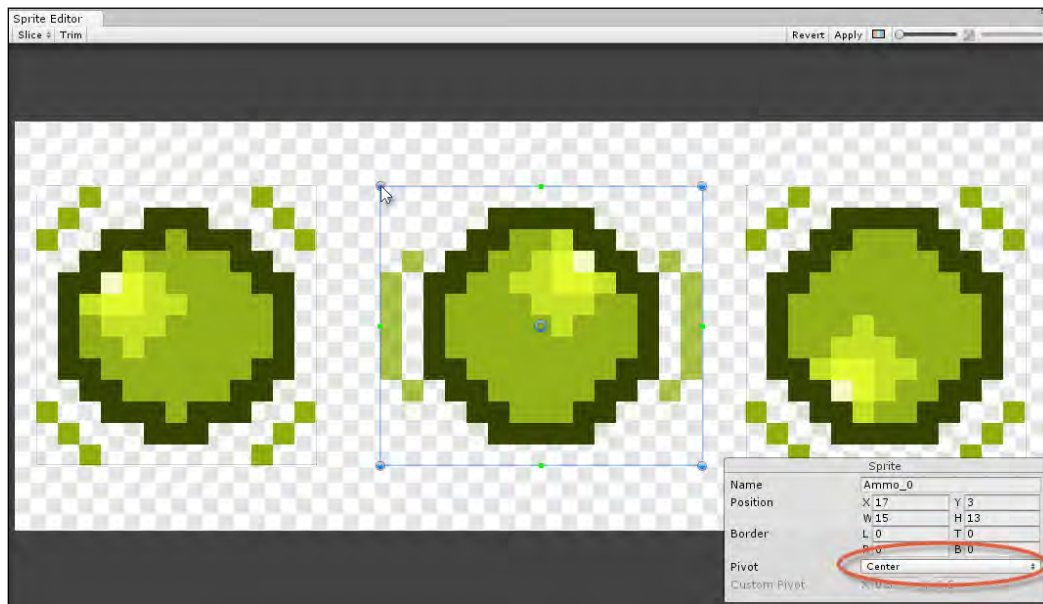 Sprite Editor
Slice Trim
Revert Apply
Sprite
Name Ammo_0
Position X 17 Y 3
W 15 H 13
Border L 0 T 0
R 0 B 0
Pivot Center
Custom Pivot X